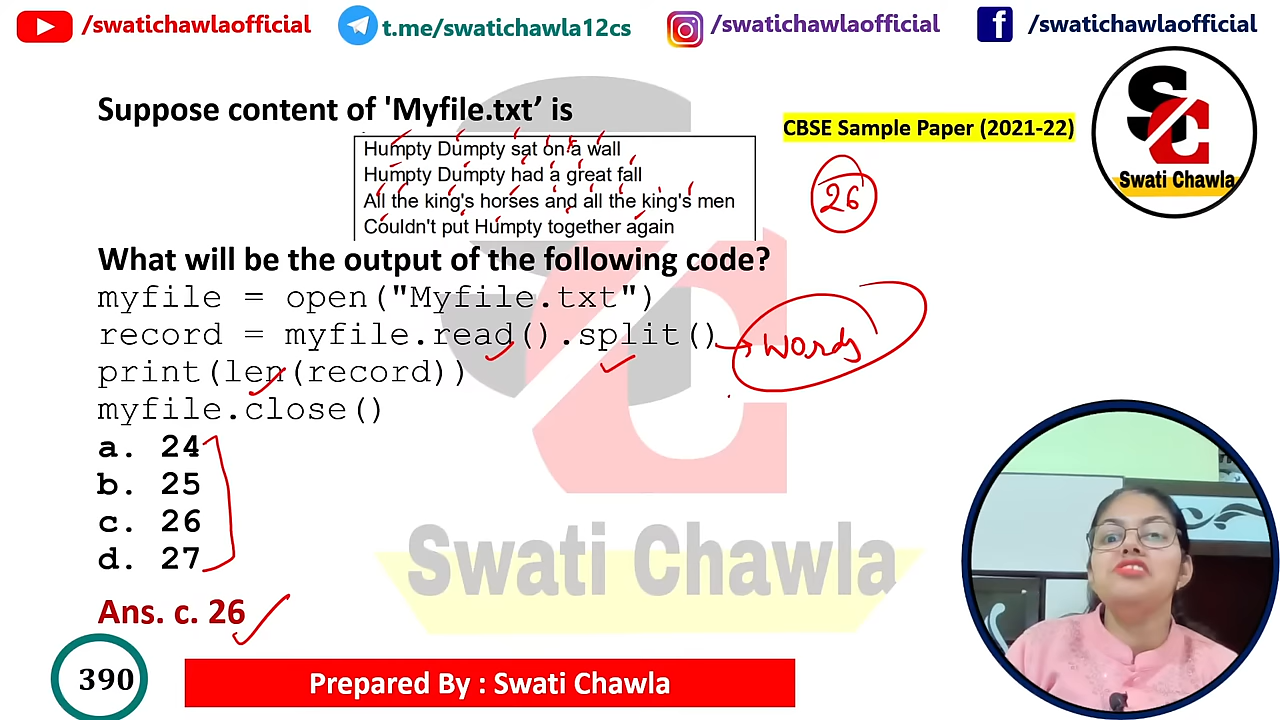 /swatichawlaofficial
t.me/swatichawla12cs
/swatichawlaofficial
/swatichawlaofficial
Suppose content of 'Myfile.txt’ is
CBSE Sample Paper (2021-22)
SC
Swati Chawla
Humpty Dumpty sat on a wall
Humpty Dumpty had a great fall
All the king's horses and all the king's men
Couldn't put Humpty together again
26
What will be the output of the following code?
myfile = open("Myfile.txt")
record = myfile.read().split()
words
print(len(record))
myfile.close()
a. 24
b. 25
c. 26
d. 27
Swati Chawla
Ans. c. 26
390
Prepared By : Swati Chawla